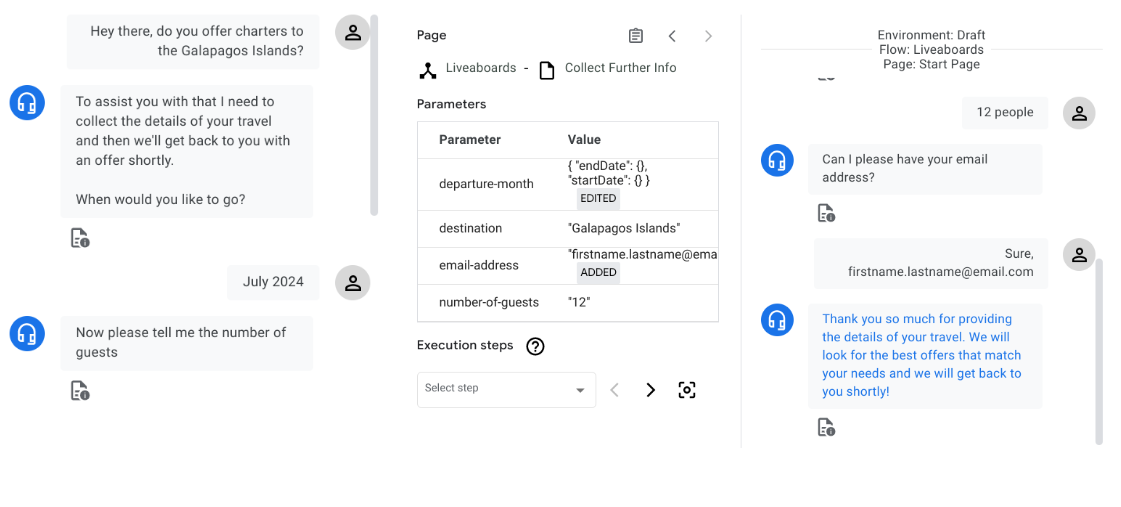 Hey there, do you offer charters to
the Galapagos Islands?
To assist you with that I need to
collect the details of your travel
and then we'll get back to you with
an offer shortly.
When would you like to go?
July 2024
Now please tell me the number of
guests
Page
Liveaboards - Collect Further Info
Parameters
Parameter Value
departure-month { "endDate": {},
"startDate": {} }
EDITED
destination "Galapagos Islands"
email-address "firstname.lastname@ema
ADDED
number-of-guests "12"
Execution steps
Select step
Environment: Draft
Flow: Liveaboards
Page: Start Page
12 people
Can I please have your email
address?
Sure,
firstname.lastname@email.com
Thank you so much for providing
the details of your travel. We will
look for the best offers that match
your needs and we will get back to
you shortly!